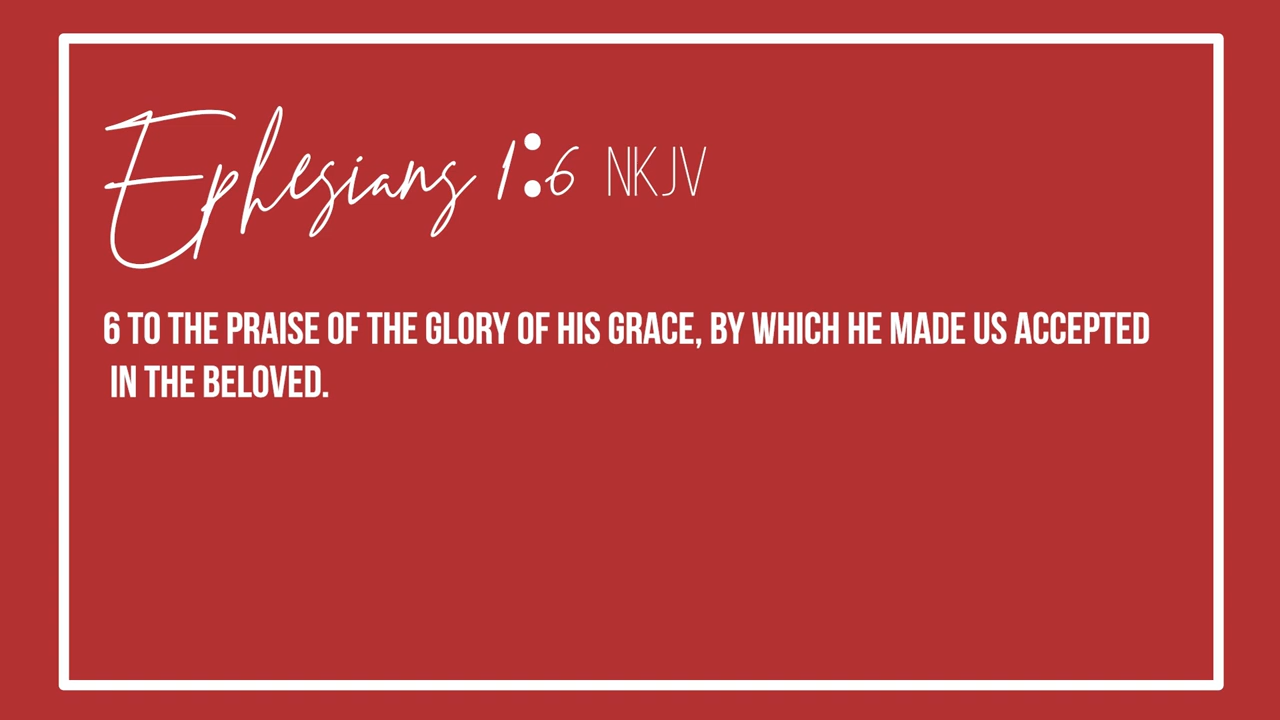 Ephesians 1:6 NKJV
6 TO THE PRAISE OF THE GLORY OF HIS GRACE, BY WHICH HE MADE US ACCEPTED
IN THE BELOVED.